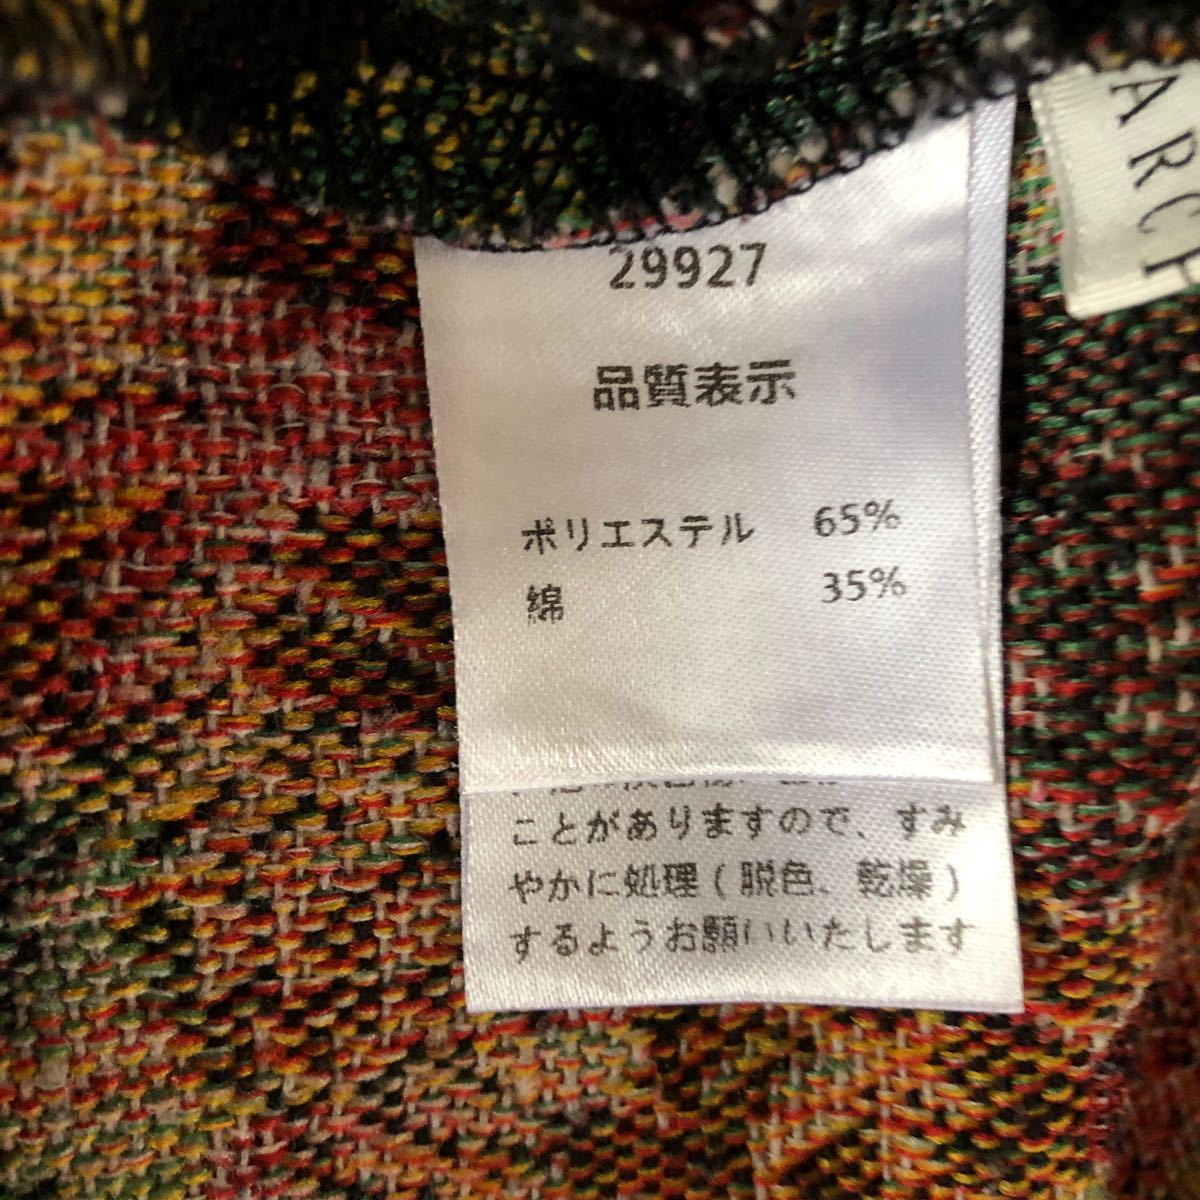 29927
品質表示
ポリエステル 65%
綿 35%
ことがありますので、すみ
やかに処理(脱色、乾燥)
するようお願いいたします
ARCH